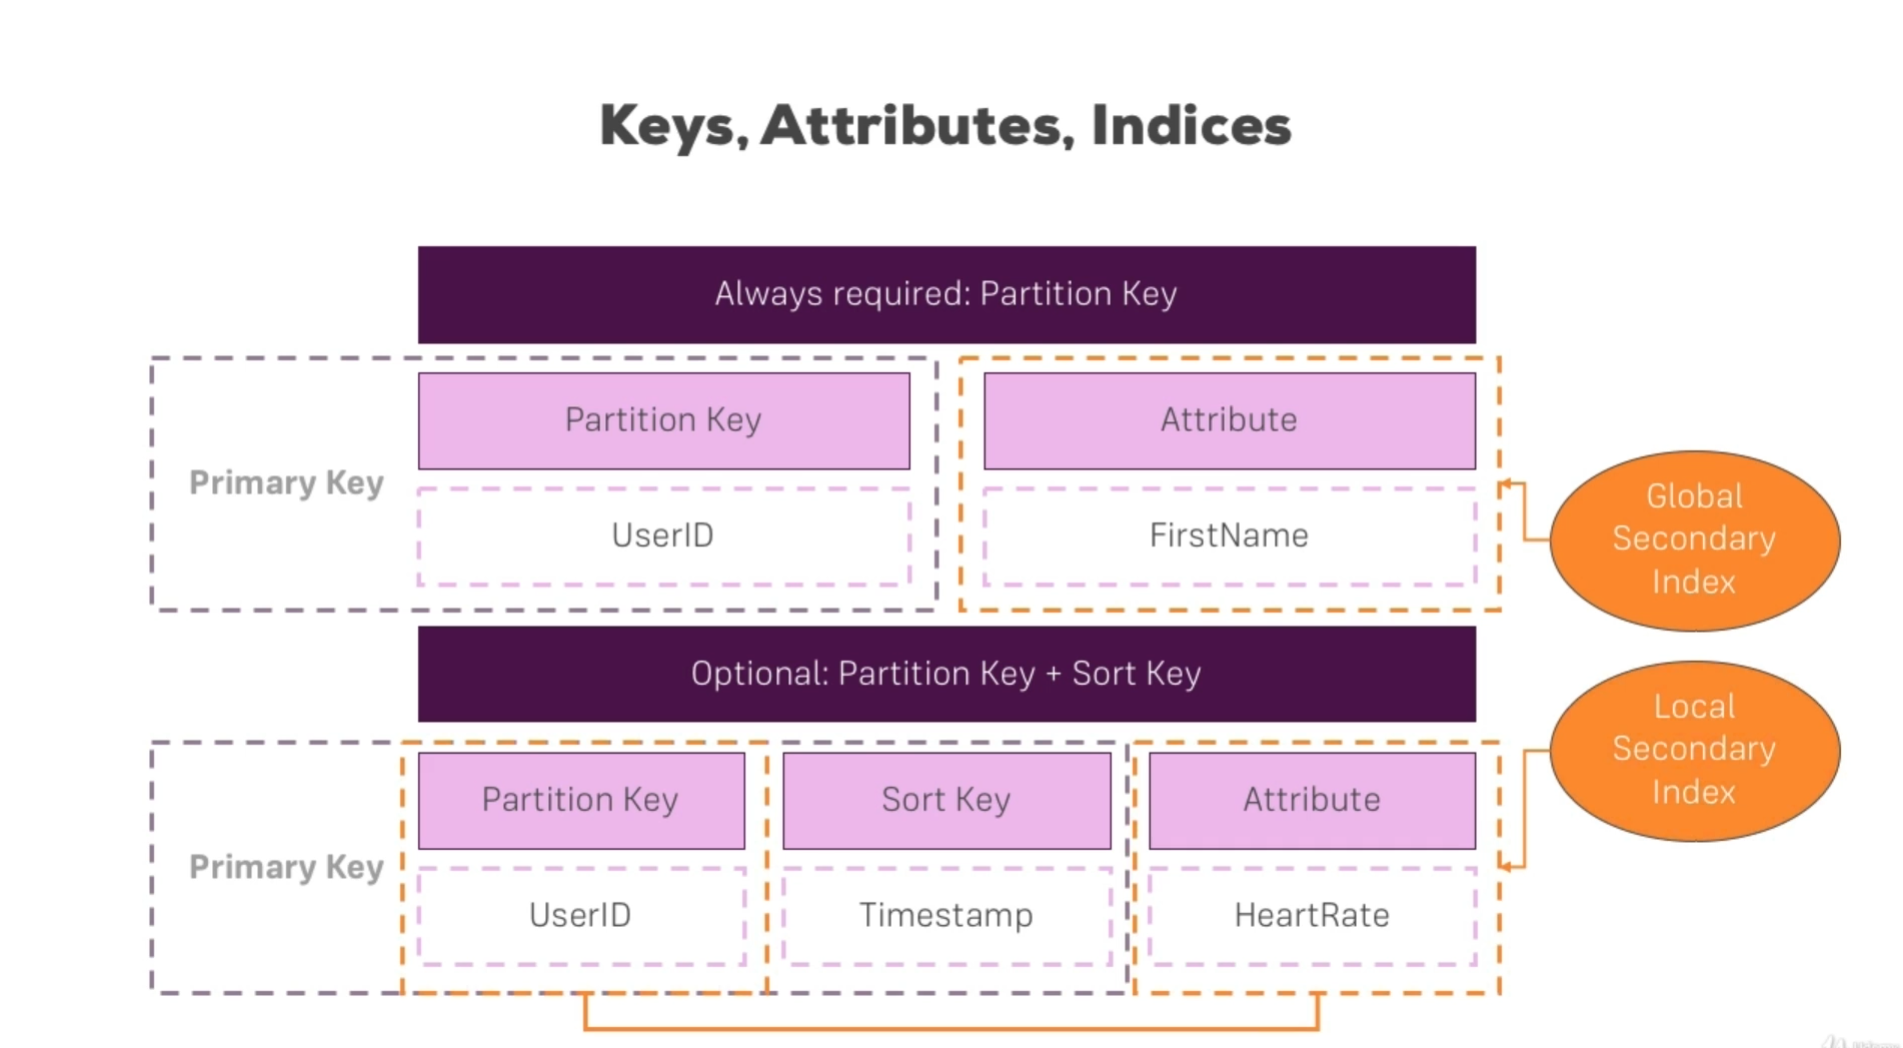 Keys, Attributes, Indices
Always required: Partition Key
Primary Key
Partition Key
Attribute
UserID
FirstName
Global
Secondary
Index
Optional: Partition Key + Sort Key
Primary Key
Partition Key
Sort Key
Attribute
UserID
Timestamp
HeartRate
Local
Secondary
Index